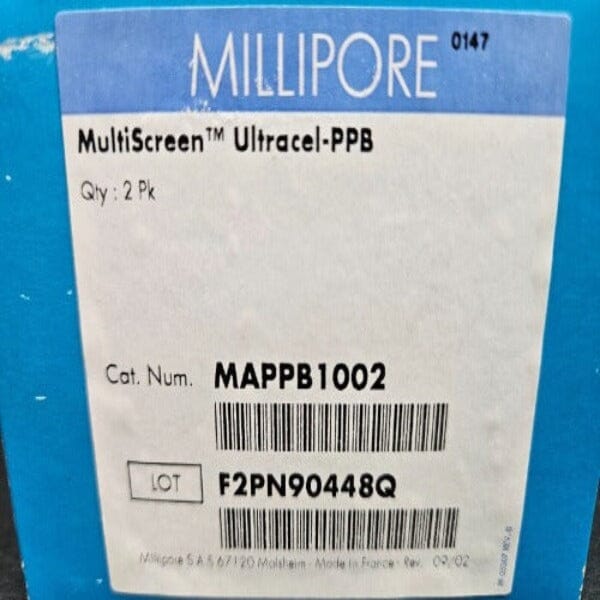 MILLIPORE 0147
MultiScreen™ Ultracel-PPB
Qty : 2 Pk
Cat. Num. MAPPB1002
LOT F2PN90448Q
Millipore S.A.S 67120 Molsheim - Made in France - Rev. 09/02